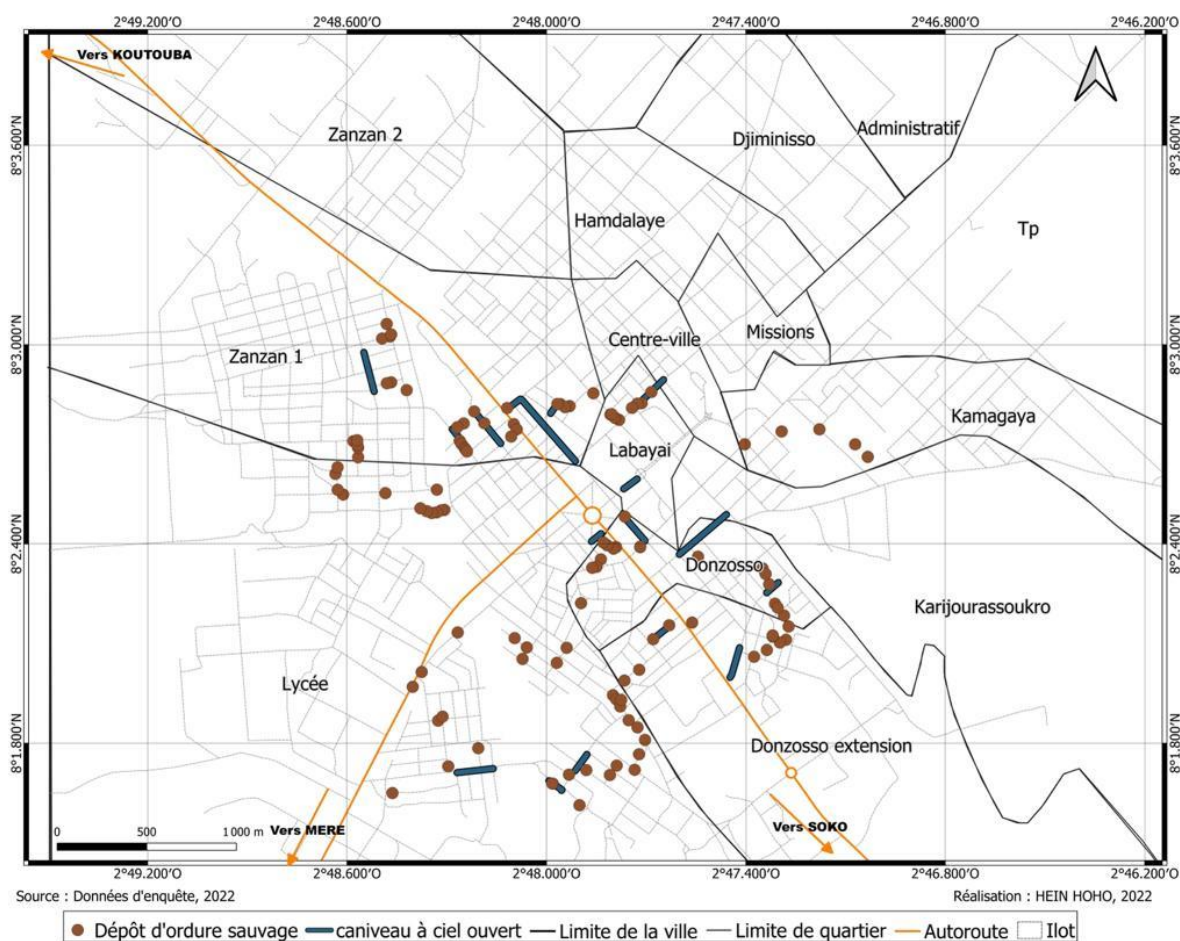 2°49.200'O 2°48.600'O 2°48.000'O 2°47.400'O 2°46.800'O 2°46.200'O
Vers KOUTOUBA
Zanzan 2
Djiminisso
Administratif
8°3.600'N
8°3.600'N
Hamdalaye
Tp
8°3.000'N
Zanzan 1
Centre-ville
Missions
8°3.000'N
Kamagaya
Labayai
8°2.400'N
Donzosso
8°2.400'N
Karijourassoukro
Lycée
8°1.800'N
Donzosso extension
8°1.800'N
0 500 1 000 m
Vers MERE
Vers SOKO
2°49.200'O 2°48.600'O 2°48.000'O 2°47.400'O 2°46.800'O 2°46.200'O
Source : Données d'enquête, 2022 Réalisation : HEIN HOHO, 2022
Dépôt d'ordure sauvage caniveau à ciel ouvert Limite de la ville Limite de quartier Autoroute Ilot